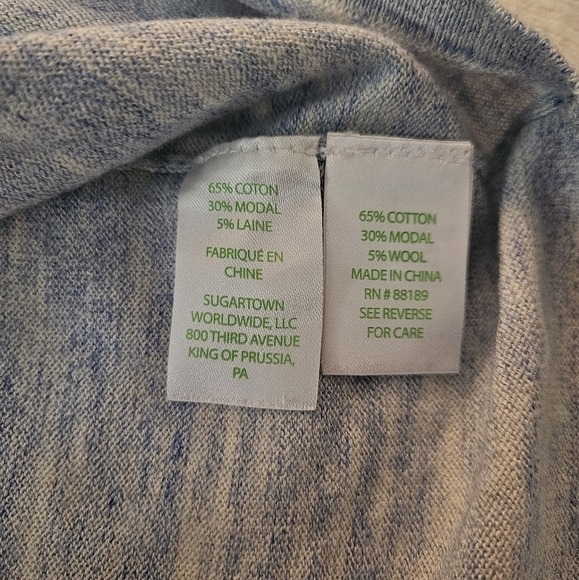 65% COTON
30% MODAL
5% LAINE
FABRIQUÉ EN
CHINE
SUGARTOWN
WORLDWIDE, LLC
800 THIRD AVENUE
KING OF PRUSSIA,
PA
65% COTTON
30% MODAL
5% WOOL
MADE IN CHINA
RN # 88189
SEE REVERSE
FOR CARE